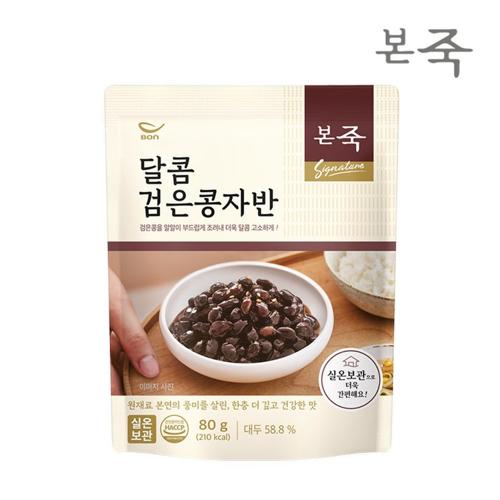 본죽
BON
본죽
Signature
달콤
검은콩자반
검은콩을 알알이 부드럽게 조려내 더욱 달콤 고소하게!
실온보관으로
더욱
간편해요!
이미지 사진
원재료 본연의 풍미를 살린, 한층 더 깊고 건강한 맛
실온
보관
HACCP
80 g
(210 kcal)
대두 58.8 %